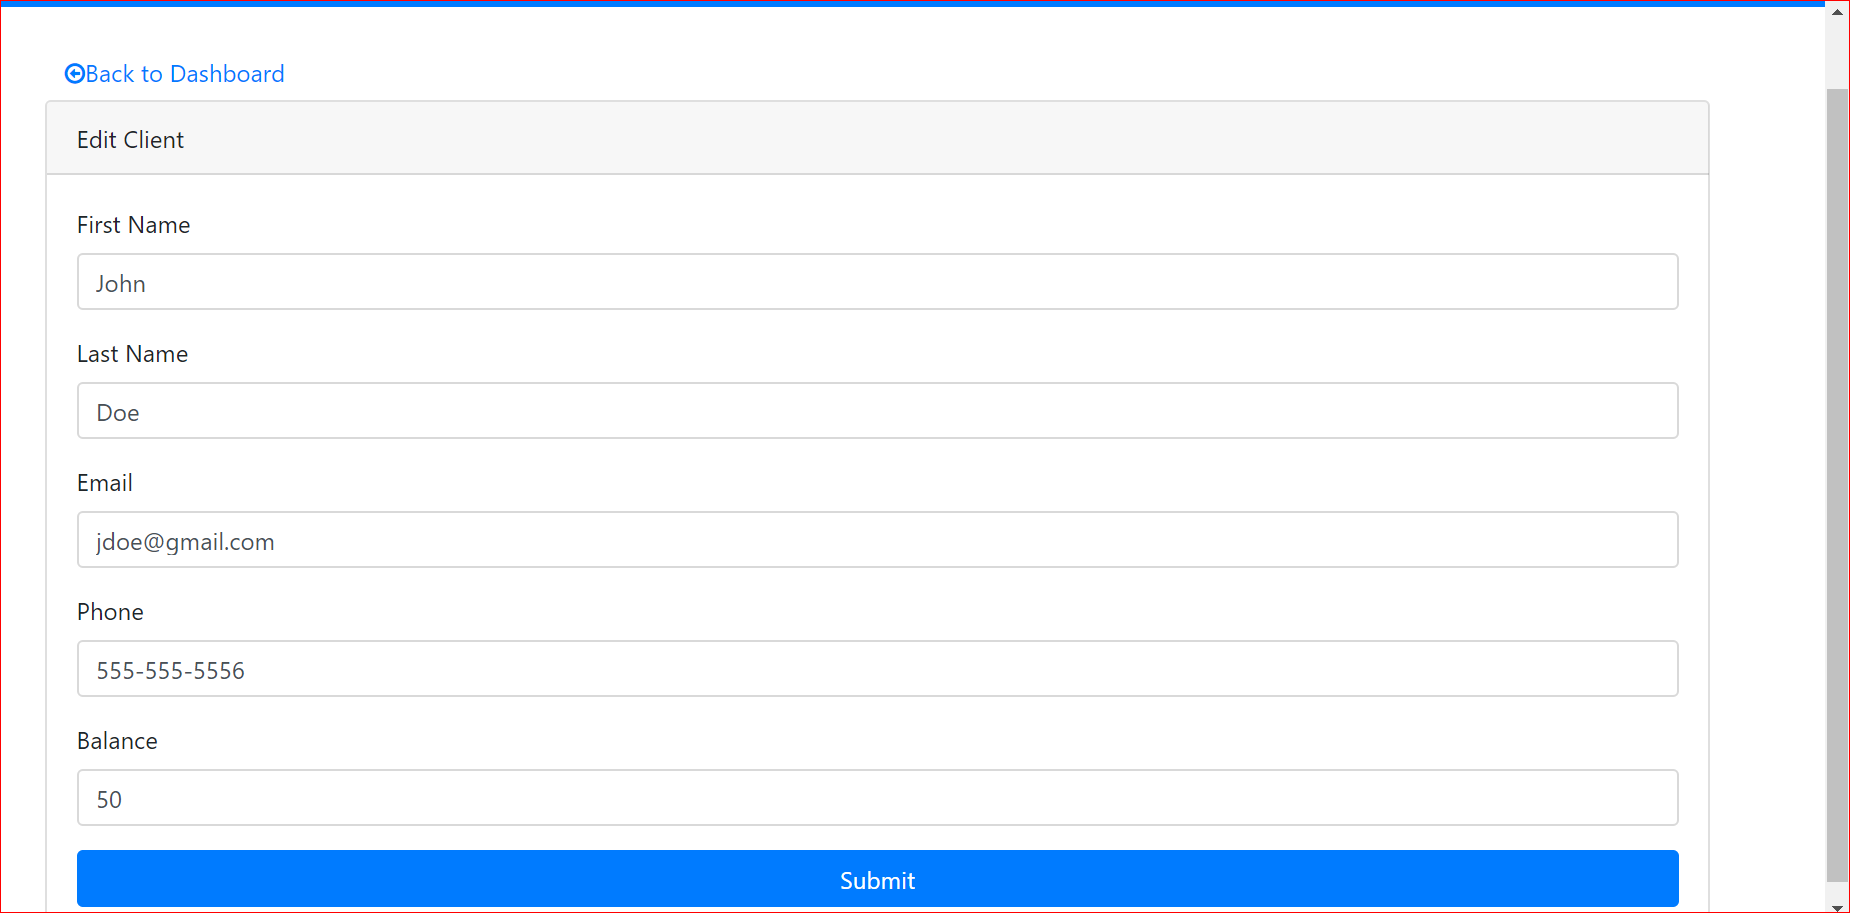 Back to Dashboard
Edit Client
First Name
John
Last Name
Doe
Email
jdoe@gmail.com
Phone
555-555-5556
Balance
50
Submit